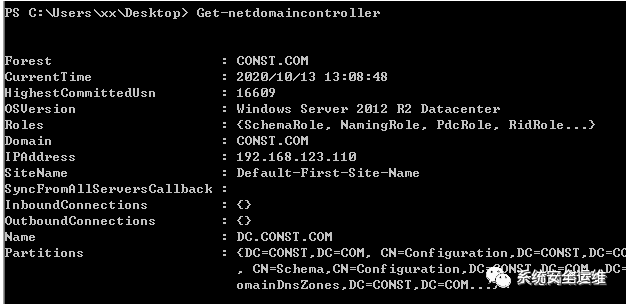 PS C:\Users\xx\Desktop> Get-netdomaincontroller
Forest : CONST.COM
CurrentTime : 2020/10/13 13:08:48
HighestCommittedUsn : 16609
OSVersion : Windows Server 2012 R2 Datacenter
Roles : {SchemaRole, NamingRole, PdcRole, RidRole...}
Domain : CONST.COM
IPAddress : 192.168.123.110
SiteName : Default-First-Site-Name
SyncFromAllServersCallback :
InboundConnections : {}
OutboundConnections : {}
Name : DC.CONST.COM
Partitions : {DC=CONST,DC=COM, CN=Configuration,DC=CONST,DC=CO
, CN=Schema,CN=Configuration,DC=CONST,DC=COM, DC=
omainDnsZones,DC=CONST,DC=COM...}
系统安全运维